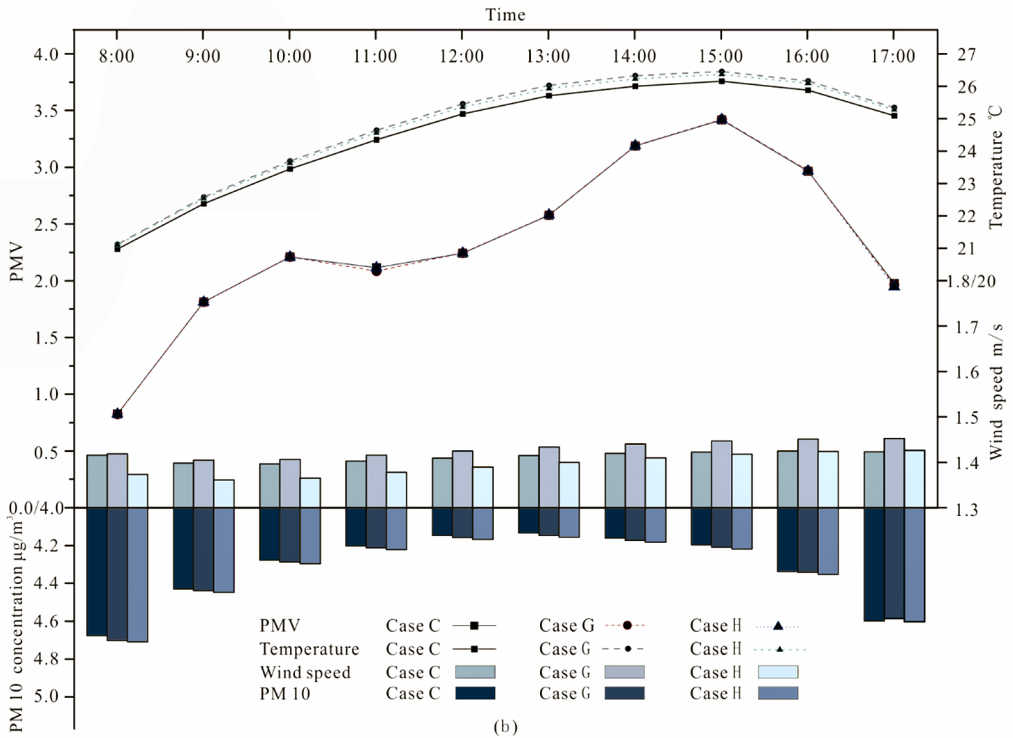 Time
8:00 9:00 10:00 11:00 12:00 13:00 14:00 15:00 16:00 17:00
4.0
3.5
3.0
2.5
2.0
1.5
1.0
0.5
0.0/4.0
4.2
4.4
4.6
4.8
5.0
PMV
PM 10 concentration μg/m³
27
26
25
24
23
22
21
1.8/20
1.7
1.6
1.5
1.4
1.3
Temperature ℃
Wind speed m/s
PMV Case C Case G Case H
Temperature Case C Case G Case H
Wind speed Case C Case G Case H
PM 10 Case C Case G Case H
(b)